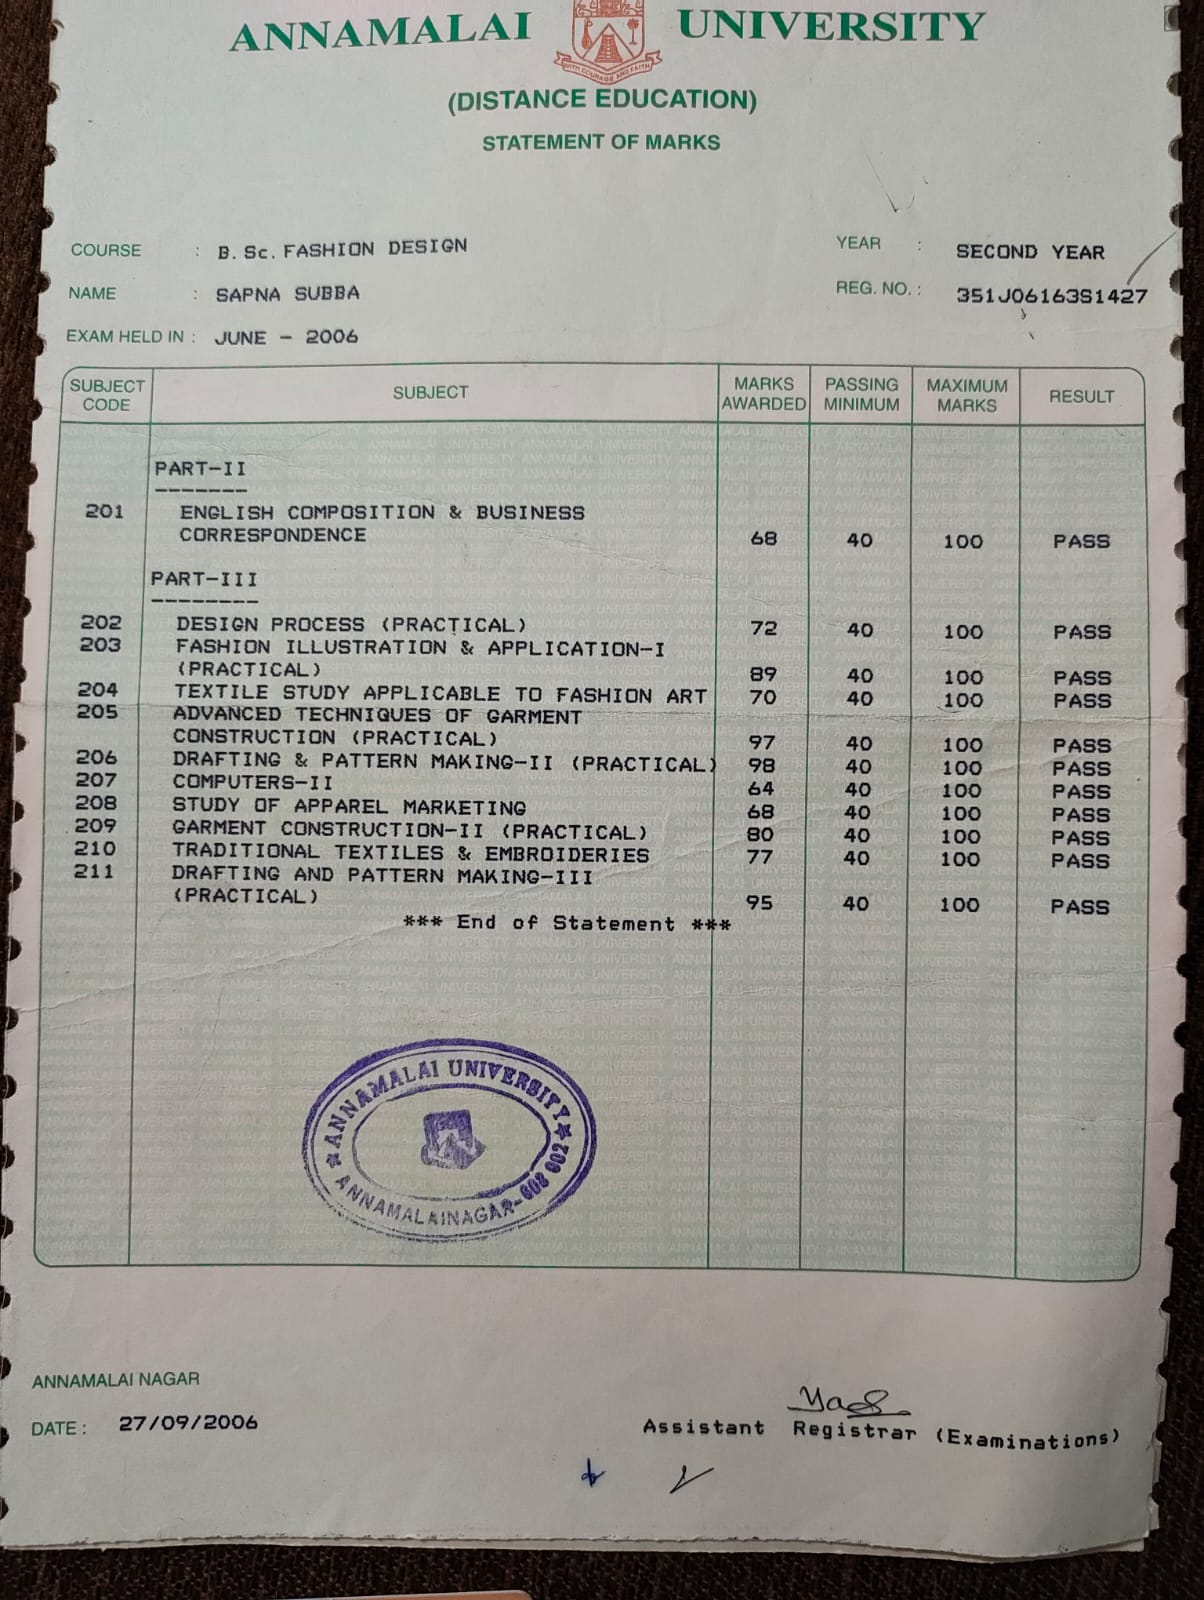 ANNAMALAI UNIVERSITY
WITH COURAGE AND FAITH
(DISTANCE EDUCATION)
STATEMENT OF MARKS
COURSE : B. Sc. FASHION DESIGN YEAR : SECOND YEAR
NAME : SAPNA SUBBA REG. NO. : 351J06163S1427
EXAM HELD IN : JUNE - 2006
SUBJECT CODE SUBJECT MARKS AWARDED PASSING MINIMUM MAXIMUM MARKS RESULT
PART-II
201 ENGLISH COMPOSITION & BUSINESS
CORRESPONDENCE 68 40 100 PASS
PART-III
202 DESIGN PROCESS (PRACTICAL) 72 40 100 PASS
203 FASHION ILLUSTRATION & APPLICATION-I
(PRACTICAL) 89 40 100 PASS
204 TEXTILE STUDY APPLICABLE TO FASHION ART 70 40 100 PASS
205 ADVANCED TECHNIQUES OF GARMENT
CONSTRUCTION (PRACTICAL) 97 40 100 PASS
206 DRAFTING & PATTERN MAKING-II (PRACTICAL) 98 40 100 PASS
207 COMPUTERS-II 64 40 100 PASS
208 STUDY OF APPAREL MARKETING 68 40 100 PASS
209 GARMENT CONSTRUCTION-II (PRACTICAL) 80 40 100 PASS
210 TRADITIONAL TEXTILES & EMBROIDERIES 77 40 100 PASS
211 DRAFTING AND PATTERN MAKING-III
(PRACTICAL) 95 40 100 PASS
*** End of Statement ***
ANNAMALAI UNIVERSITY
ANNAMALAINAGAR-608 002
ANNAMALAI NAGAR
DATE : 27/09/2006
Assistant Registrar (Examinations)